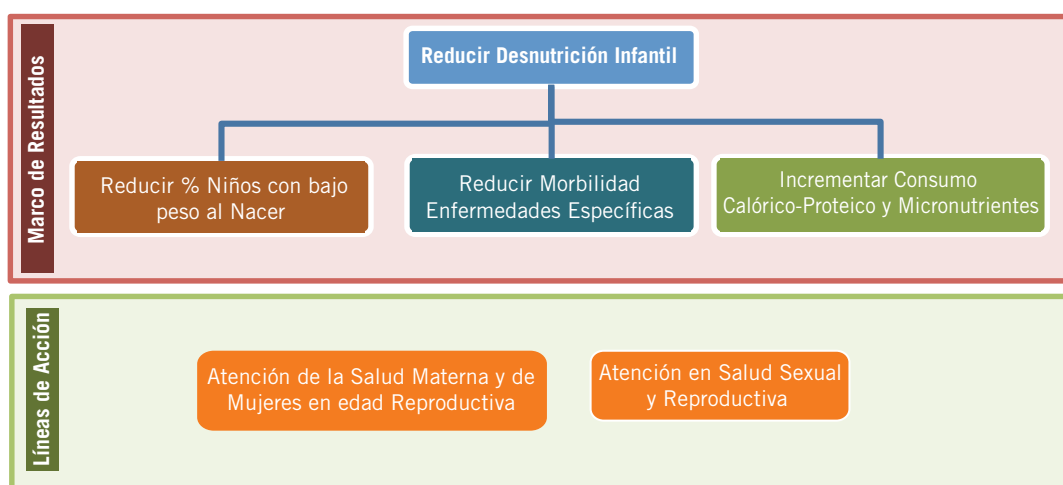 Marco de Resultados
Reducir Desnutrición Infantil
Reducir % Niños con bajo
peso al Nacer
Reducir Morbilidad
Enfermedades Específicas
Incrementar Consumo
Calórico-Proteico y Micronutrientes
Líneas de Acción
Atención de la Salud Materna y de
Mujeres en edad Reproductiva
Atención en Salud Sexual
y Reproductiva